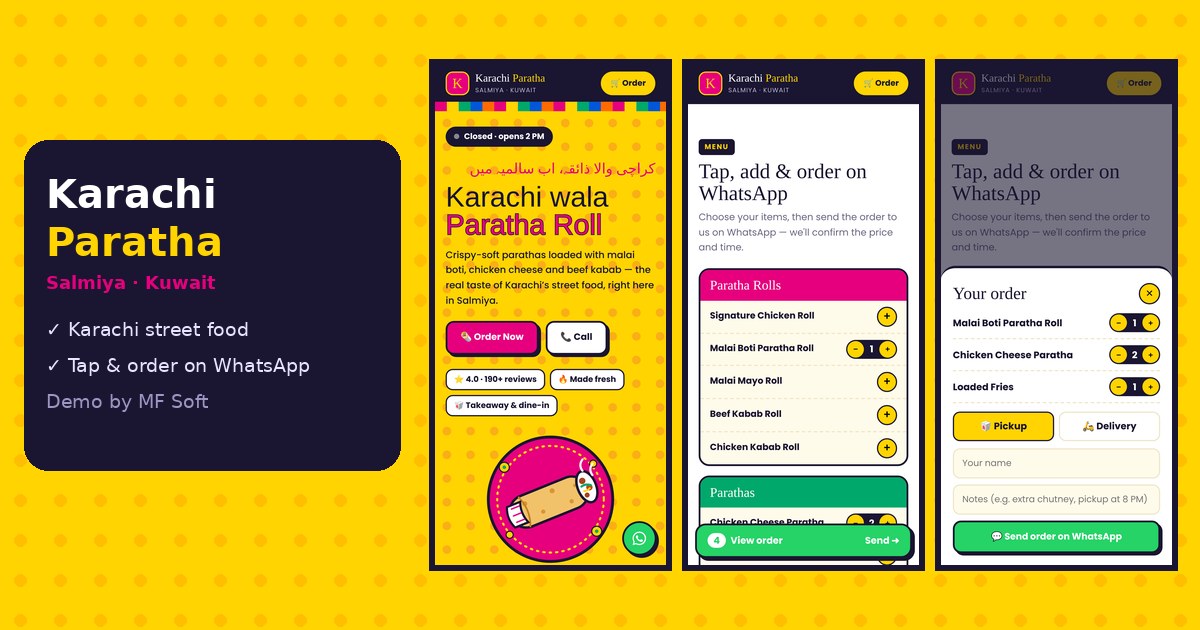 Karachi
Paratha
Salmiya · Kuwait
✓ Karachi street food
✓ Tap & order on WhatsApp
Demo by MF Soft
K
Karachi Paratha
SALMIYA · KUWAIT
🛒 Order
Closed · opens 2 PM
کراچی والا ذائقہ، اب سالمیہ میں
Karachi wala
Paratha Roll
Crispy-soft parathas loaded with malai
boti, chicken cheese and beef kabab — the
real taste of Karachi's street food, right here
in Salmiya.
🌯 Order Now
📞 Call
⭐ 4.0 · 190+ reviews
🔥 Made fresh
🥡 Takeaway & dine-in
K
Karachi Paratha
SALMIYA · KUWAIT
🛒 Order
MENU
Tap, add & order on
WhatsApp
Choose your items, then send the order to
us on WhatsApp — we'll confirm the price
and time.
Paratha Rolls
Signature Chicken Roll +
Malai Boti Paratha Roll − 1 +
Malai Mayo Roll +
Beef Kabab Roll +
Chicken Kabab Roll +
Parathas
Chicken Cheese Paratha − 2 +
4 View order Send →
K
Karachi Paratha
SALMIYA · KUWAIT
🛒 Order
MENU
Tap, add & order on
WhatsApp
Choose your items, then send the order to
us on WhatsApp — we'll confirm the price
and time.
Your order ✕
Malai Boti Paratha Roll − 1 +
Chicken Cheese Paratha − 2 +
Loaded Fries − 1 +
🥡 Pickup
🛵 Delivery
Your name
Notes (e.g. extra chutney, pickup at 8 PM)
💬 Send order on WhatsApp